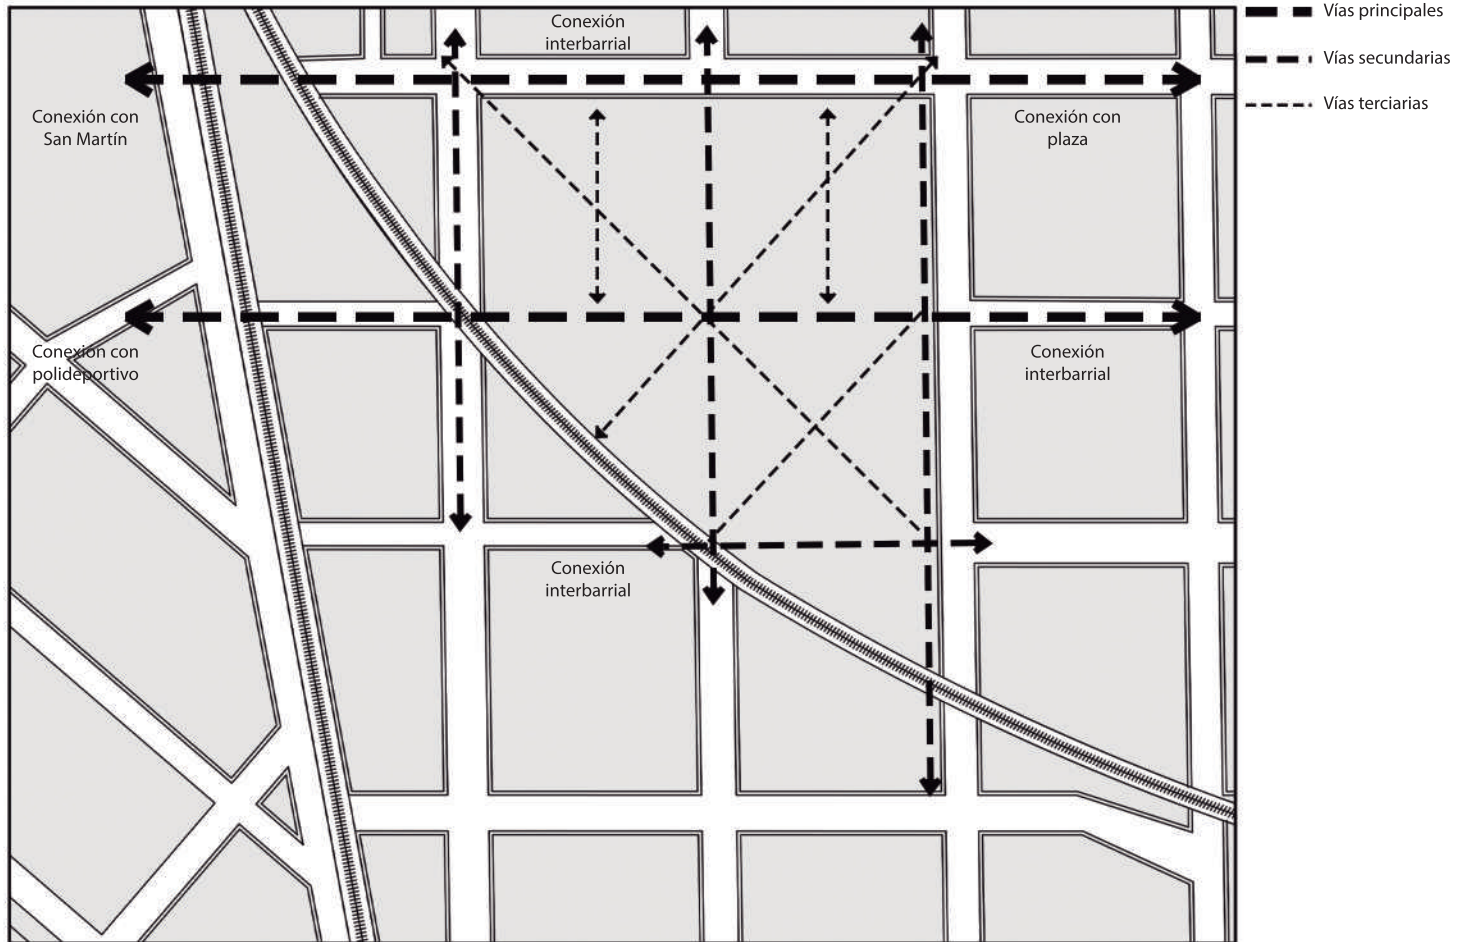 Conexión
interbarrial
Vías principales
Vías secundarias
Vías terciarias
Conexión con
San Martín
Conexión con
plaza
Conexión con
polideportivo
Conexión
interbarrial
Conexión
interbarrial